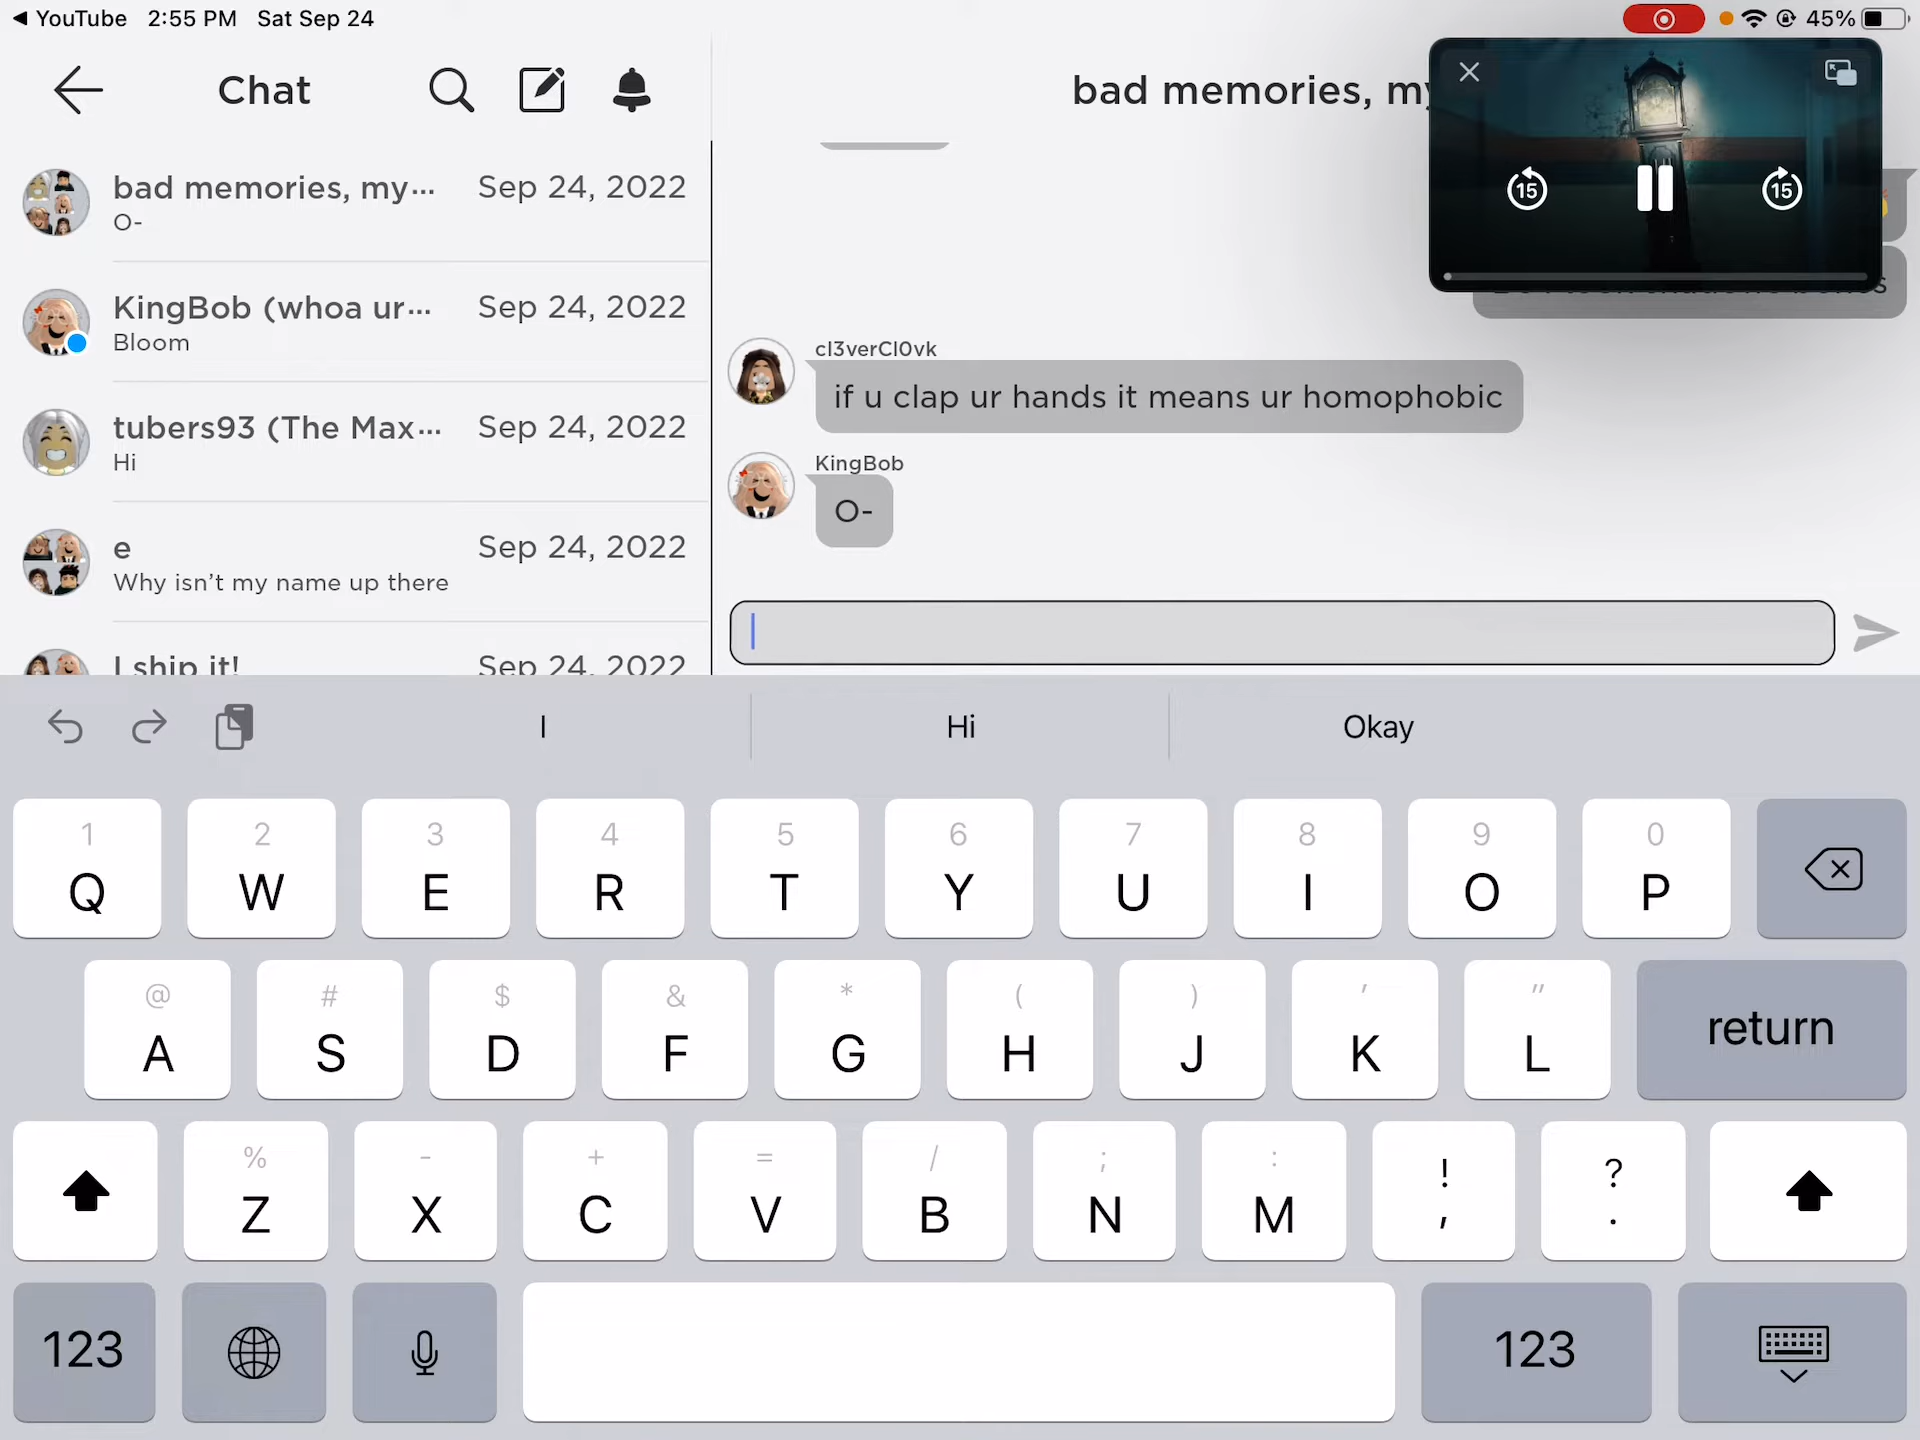 YouTube 2:55 PM Sat Sep 24
45%
Chat
bad memories, my...
Sep 24, 2022
O-
KingBob (whoa ur...
Sep 24, 2022
Bloom
tubers93 (The Max...
Sep 24, 2022
Hi
e
Sep 24, 2022
Why isn't my name up there
I ship it!
Sep 24, 2022
bad memories, my
15
15
cl3verCl0vk
if u clap ur hands it means ur homophobic
KingBob
O-
I Hi Okay
1 2 3 4 5 6 7 8 9 0
Q W E R T Y U I O P
@ # $ & * ( ) ' "
A S D F G H J K L return
% - + = / ; : ! ?
Z X C V B N M , .
123 123